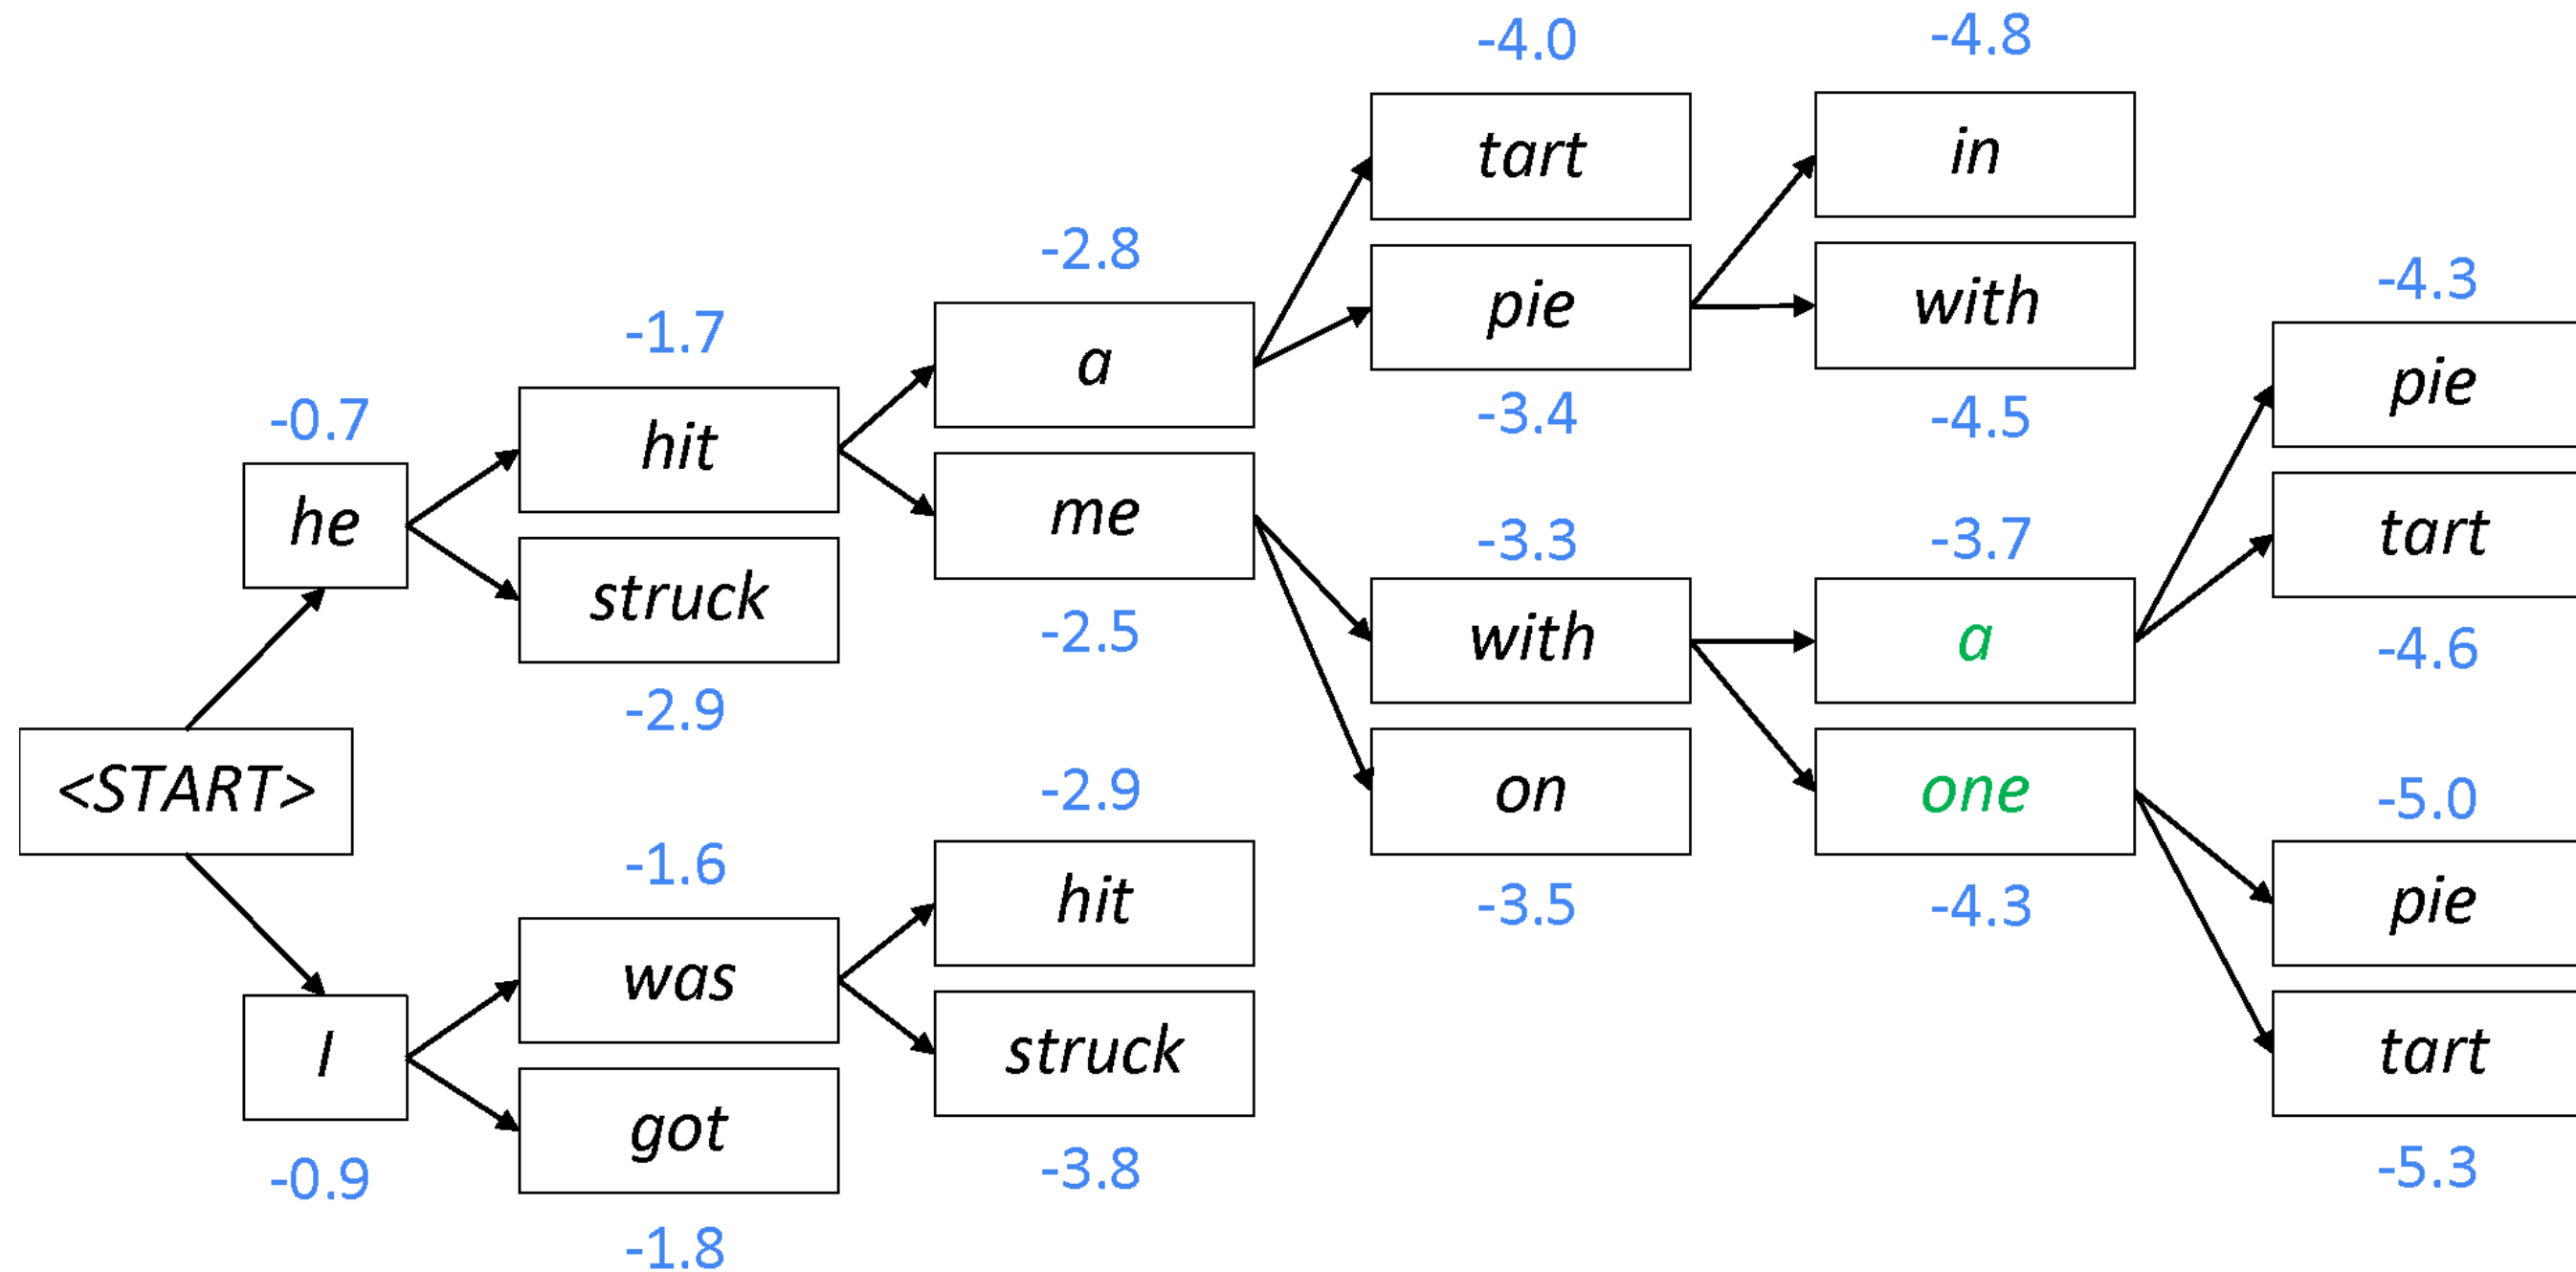 -4.0
-4.8
tart
in
-2.8
pie
with
-4.3
-1.7
a
-3.4
-4.5
pie
-0.7
hit
me
-3.3
-3.7
tart
he
struck
-2.5
with
a
-4.6
-2.9
<START>
-2.9
on
one
-5.0
-1.6
hit
-3.5
-4.3
pie
was
I
struck
tart
got
-0.9
-3.8
-5.3
-1.8